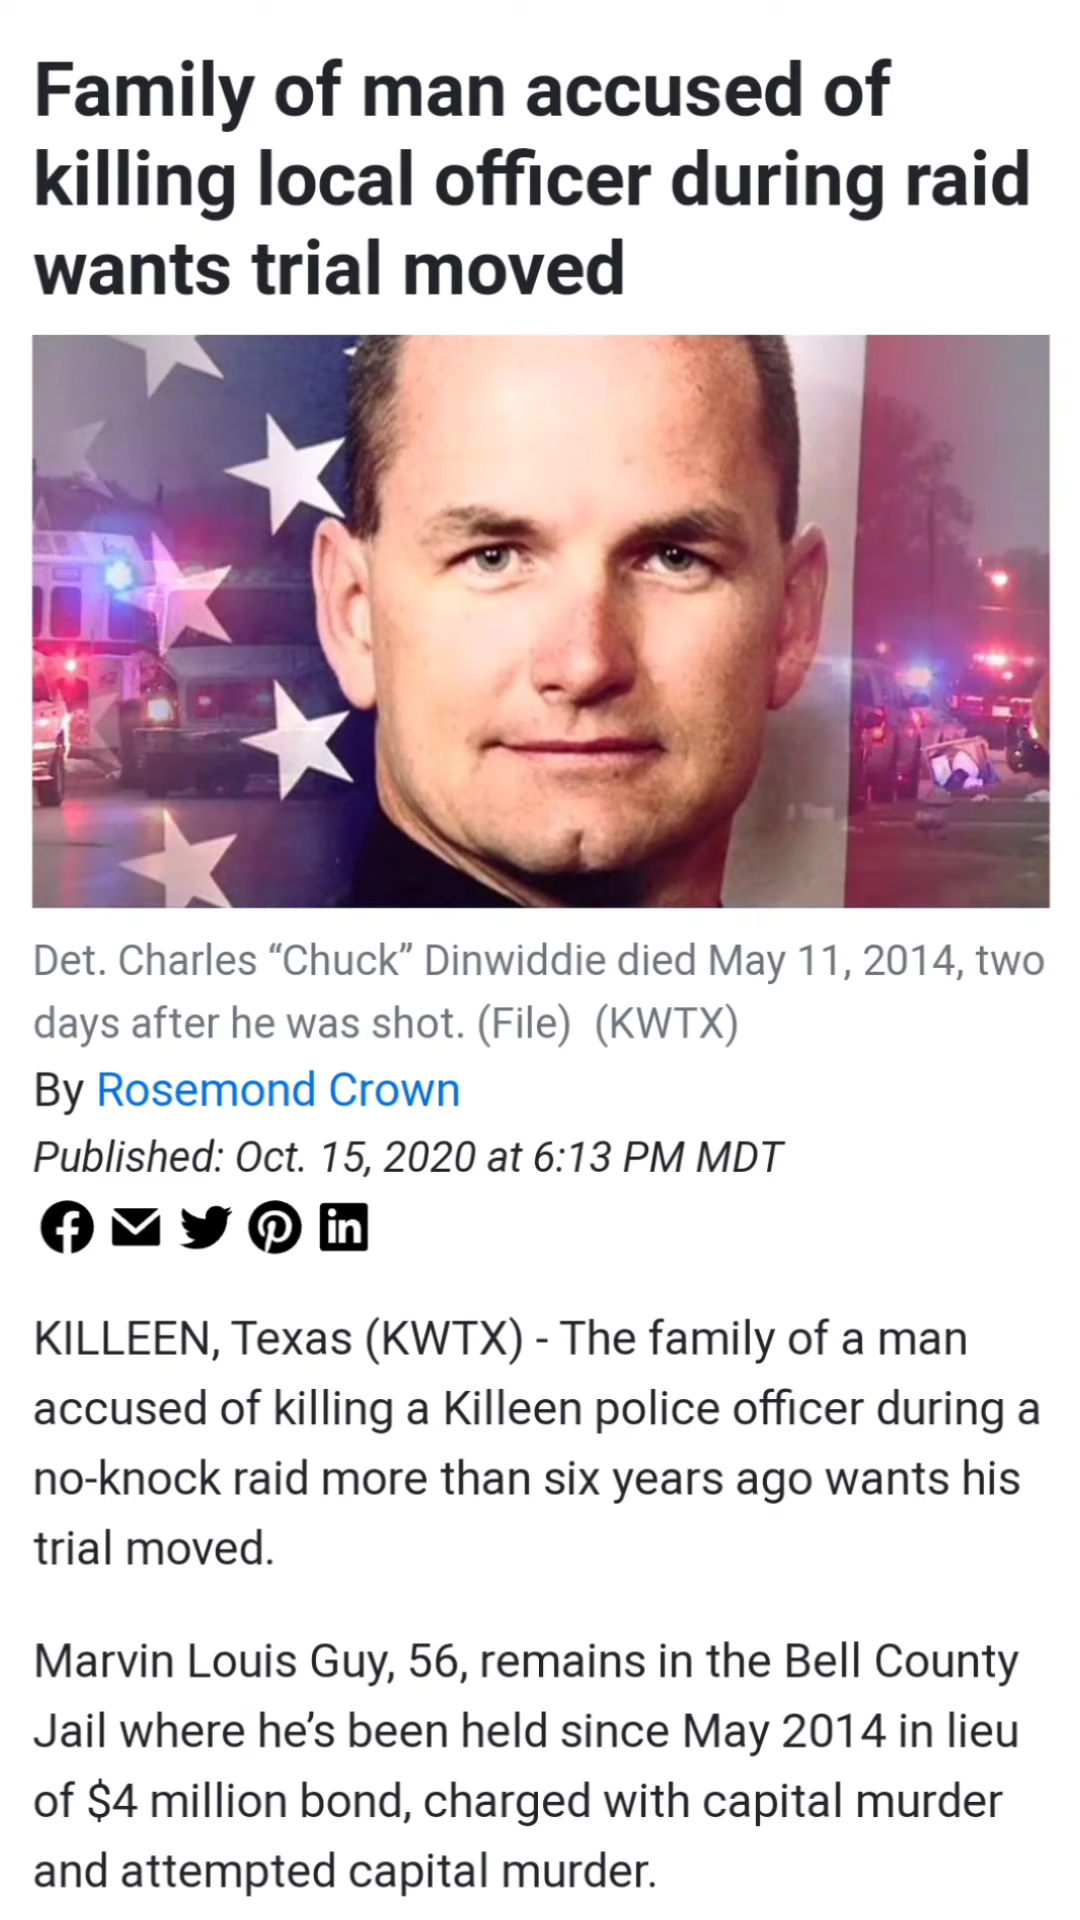 Family of man accused of
killing local officer during raid
wants trial moved
Det. Charles “Chuck” Dinwiddie died May 11, 2014, two
days after he was shot. (File)  (KWTX)
By Rosemond Crown
Published: Oct. 15, 2020 at 6:13 PM MDT
KILLEEN, Texas (KWTX) - The family of a man
accused of killing a Killeen police officer during a
no-knock raid more than six years ago wants his
trial moved.
Marvin Louis Guy, 56, remains in the Bell County
Jail where he’s been held since May 2014 in lieu
of $4 million bond, charged with capital murder
and attempted capital murder.